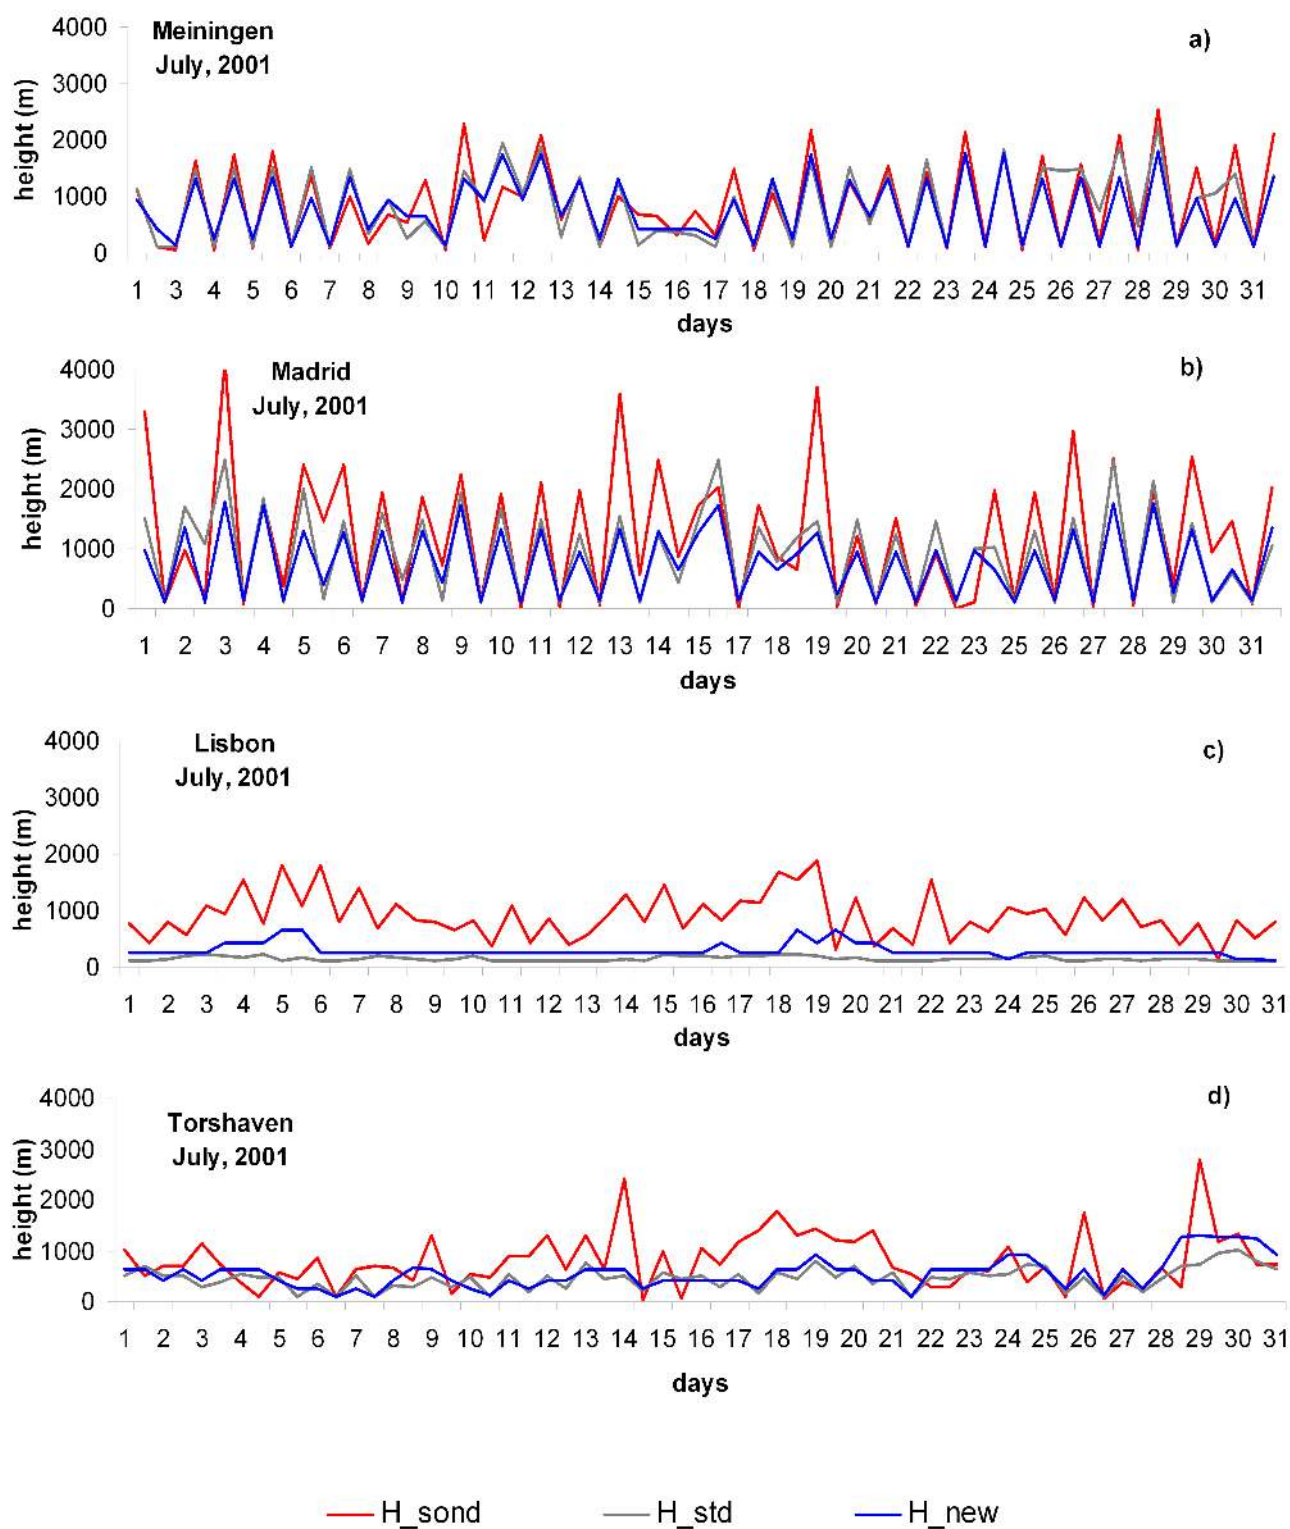 Meiningen
July, 2001
a)
height (m)
4000
3000
2000
1000
0
1 3 4 5 6 7 8 9 10 11 12 13 14 15 16 17 18 19 20 21 22 23 24 25 26 27 28 29 30 31
days
Madrid
July, 2001
b)
height (m)
4000
3000
2000
1000
0
1 2 3 4 5 6 7 8 9 10 11 12 13 14 15 17 18 19 20 21 22 23 24 25 26 27 28 29 30 31
days
Lisbon
July, 2001
c)
height (m)
4000
3000
2000
1000
0
1 2 3 4 5 6 7 8 9 10 11 12 13 14 15 16 17 18 19 20 21 22 23 24 25 26 27 28 30 31
days
Torshaven
July, 2001
d)
height (m)
4000
3000
2000
1000
0
1 2 3 4 5 6 7 8 9 10 11 12 13 14 15 16 17 18 19 20 21 22 23 24 25 26 27 28 29 30 31
days
H_sond H_std H_new